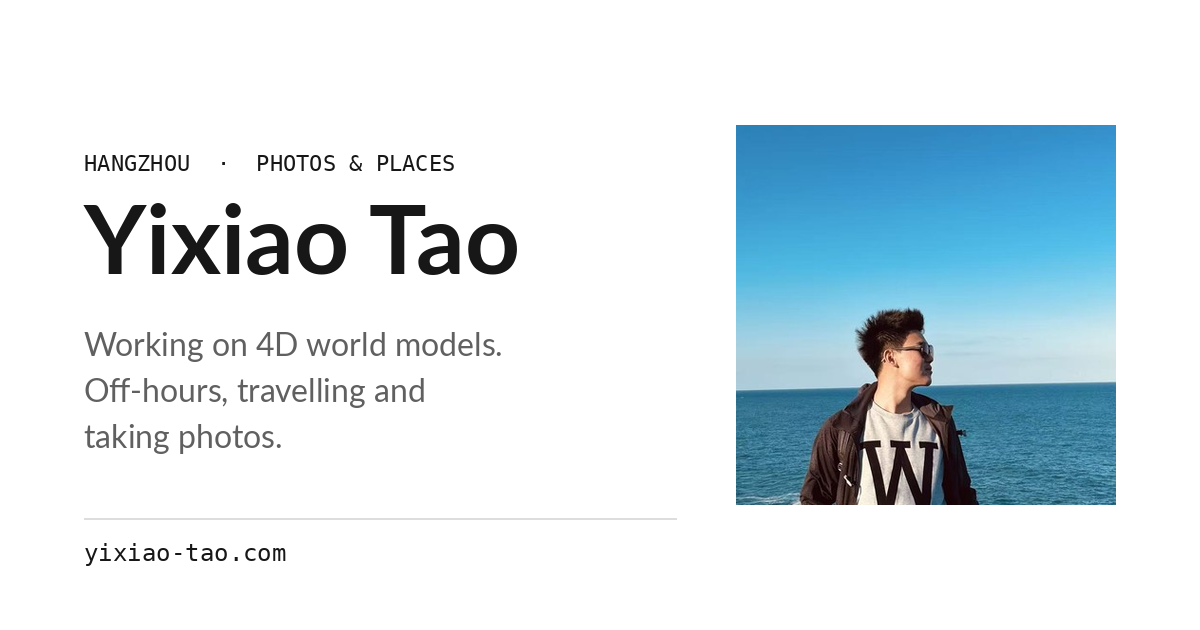 HANGZHOU · PHOTOS & PLACES
Yixiao Tao
Working on 4D world models.
Off-hours, travelling and
taking photos.
W
yixiao-tao.com